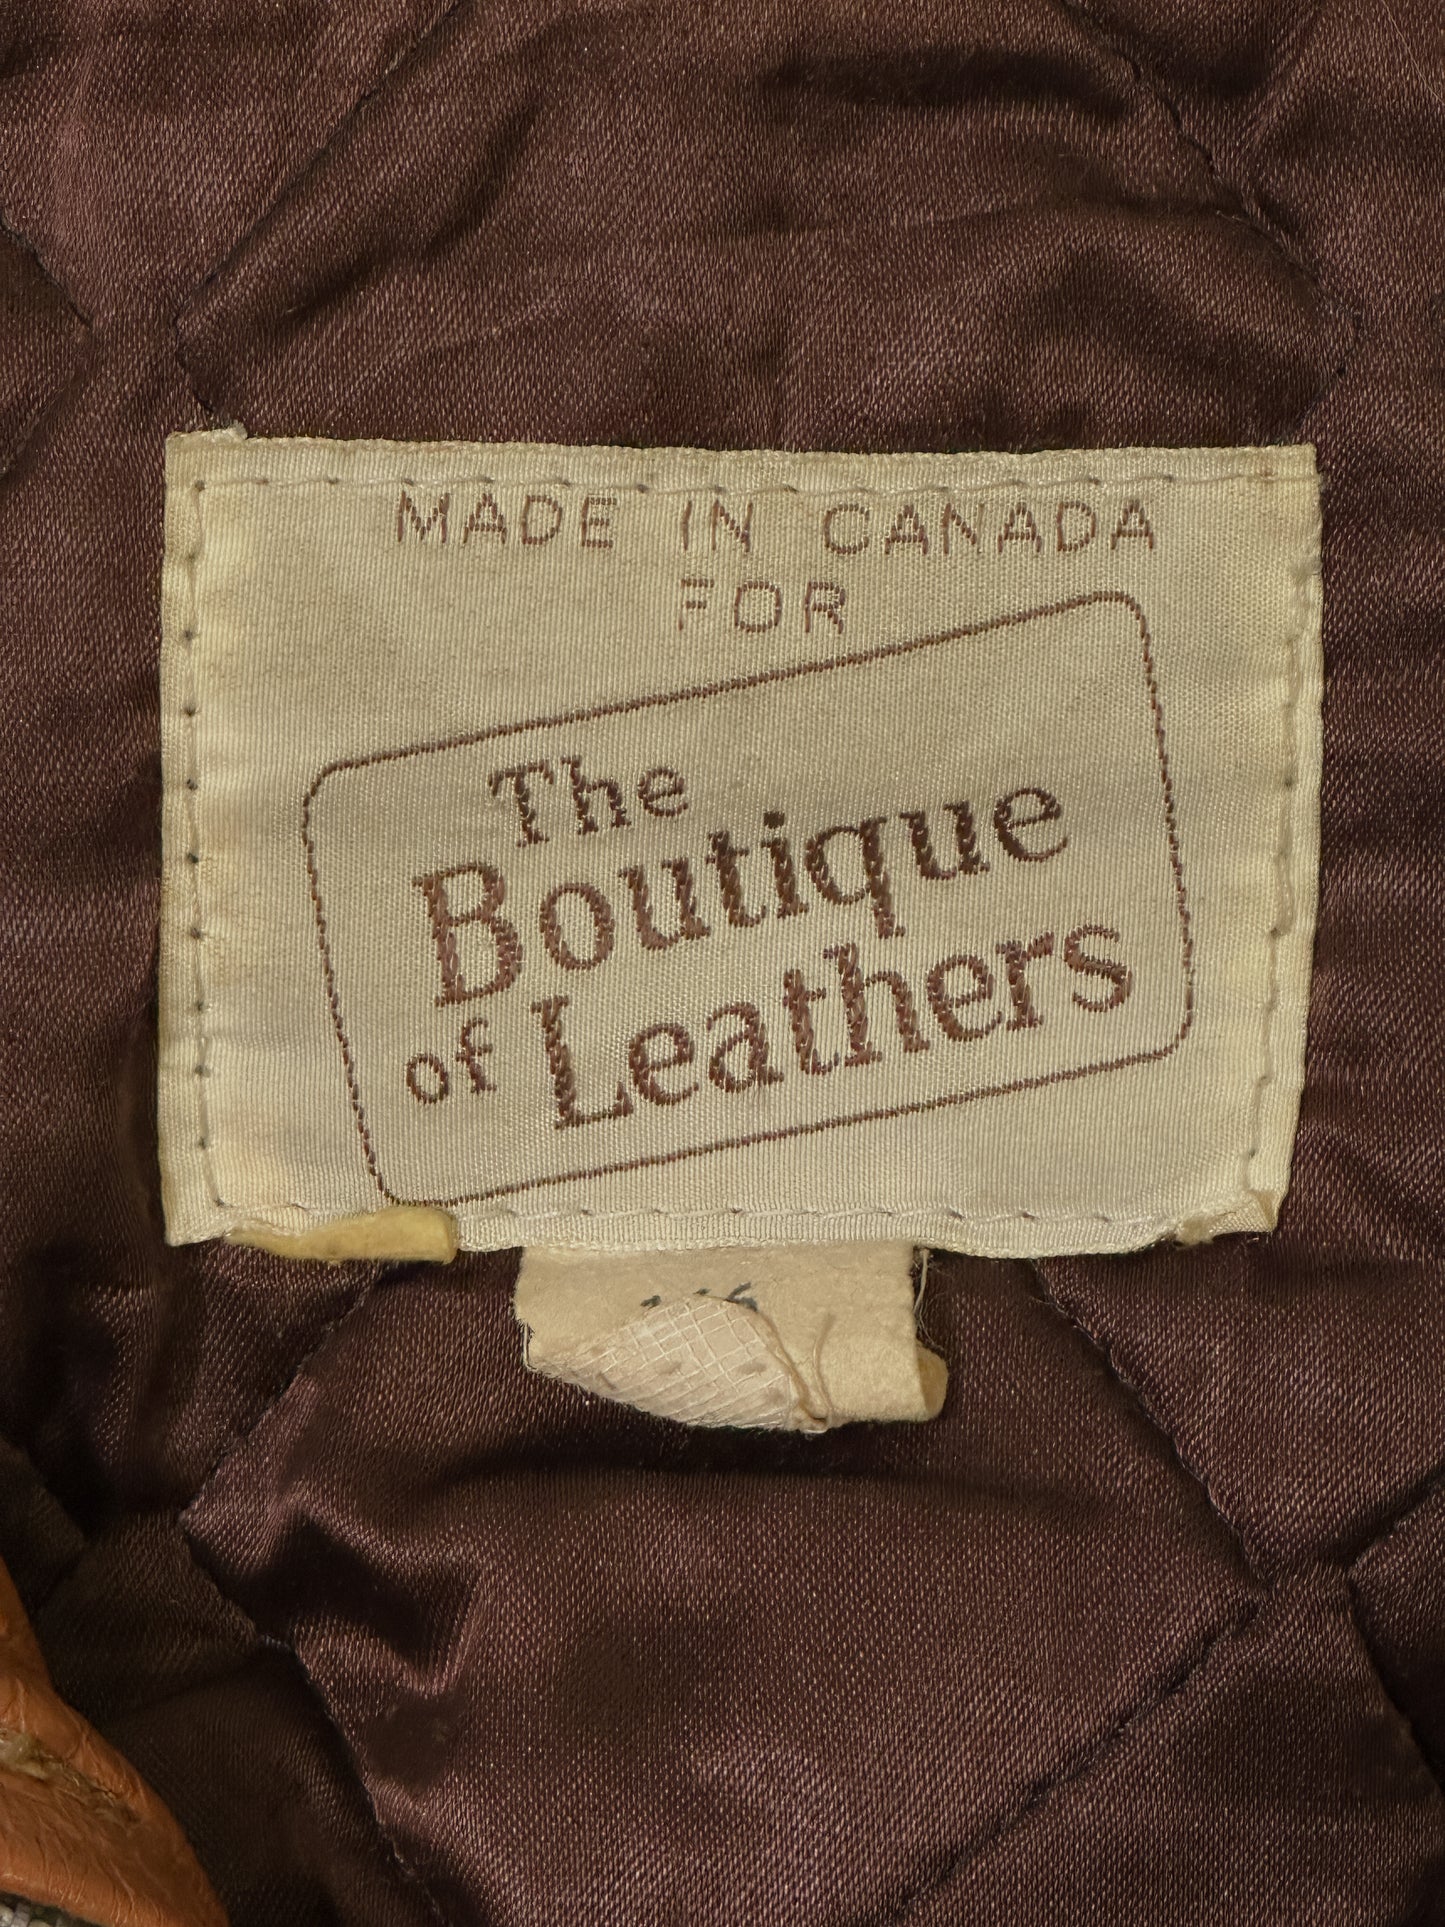 MADE IN CANADA
FOR
The
Boutique
of Leathers